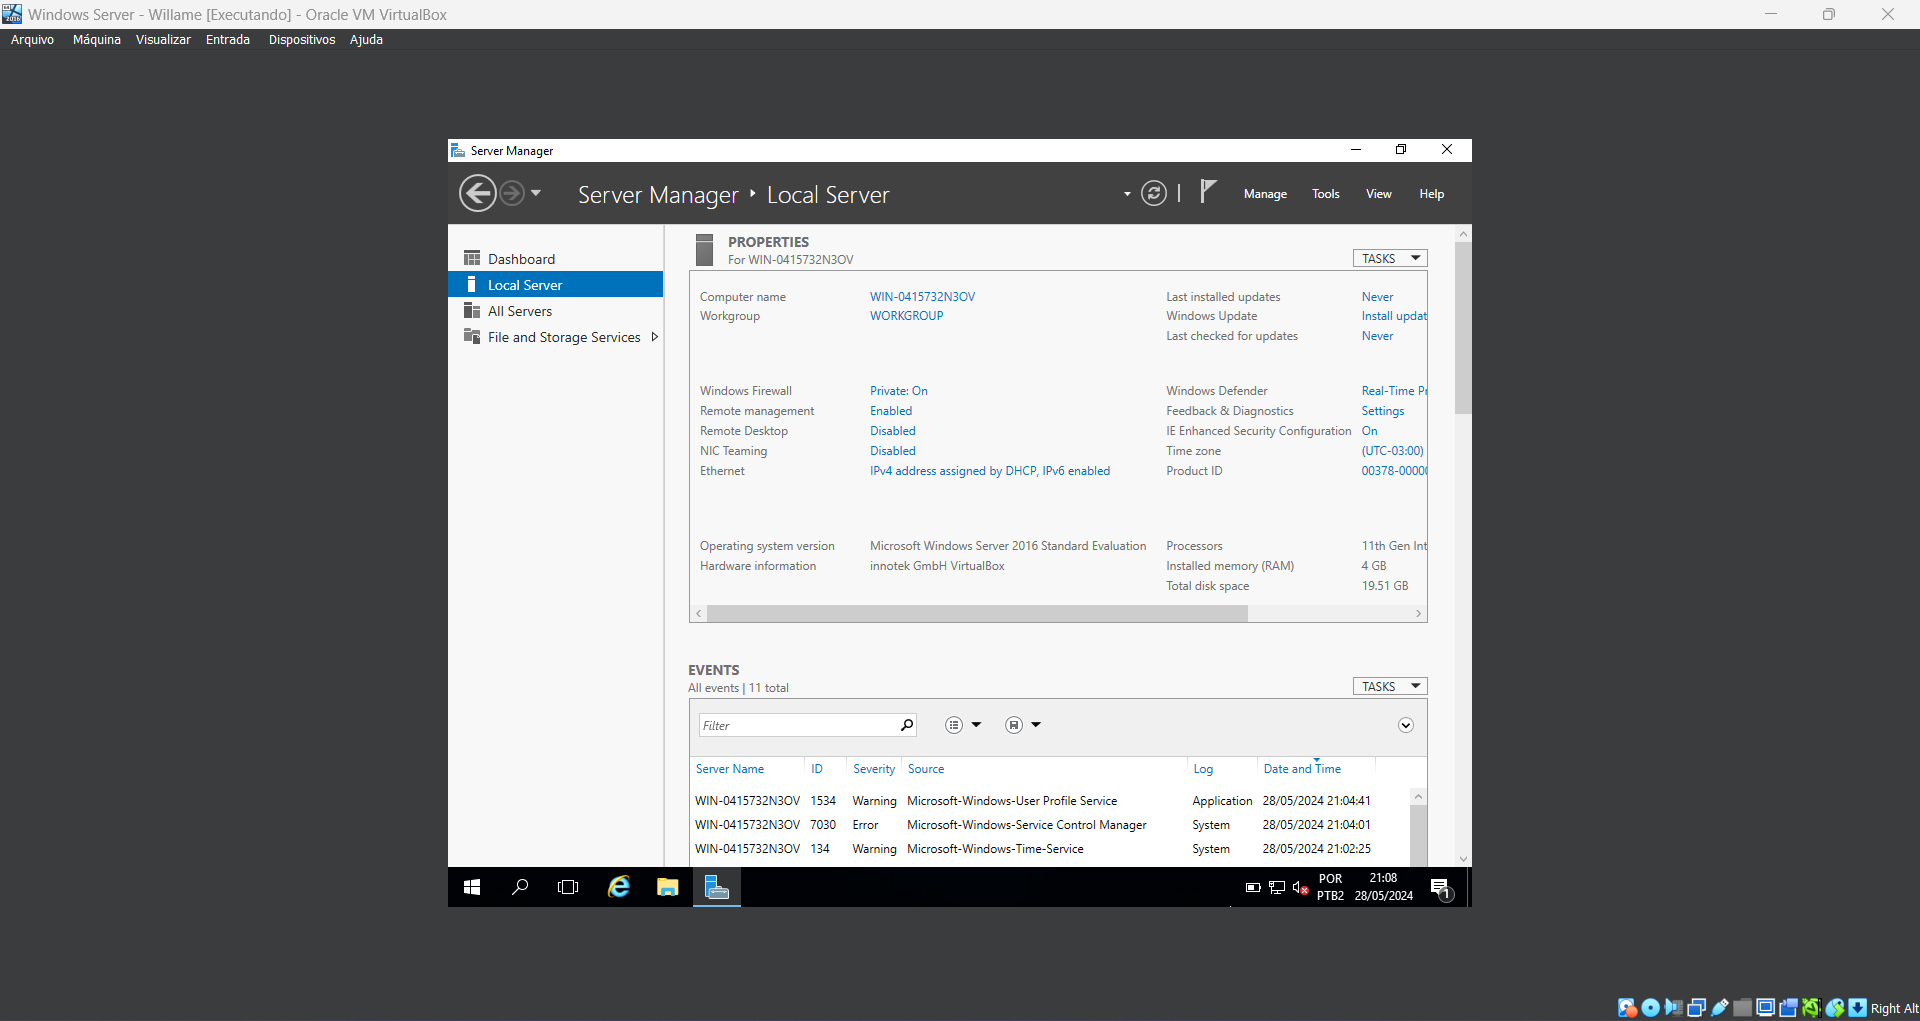 Windows Server - Willame [Executando] - Oracle VM VirtualBox
Arquivo Máquina Visualizar Entrada Dispositivos Ajuda
Server Manager
Server Manager ‣ Local Server
Manage Tools View Help
Dashboard
Local Server
All Servers
File and Storage Services
PROPERTIES
For WIN-0415732N3OV
TASKS
Computer name WIN-0415732N3OV Last installed updates Never
Workgroup WORKGROUP Windows Update Install updat
Last checked for updates Never
Windows Firewall Private: On Windows Defender Real-Time Pr
Remote management Enabled Feedback & Diagnostics Settings
Remote Desktop Disabled IE Enhanced Security Configuration On
NIC Teaming Disabled Time zone (UTC-03:00)
Ethernet IPv4 address assigned by DHCP, IPv6 enabled Product ID 00378-0000
Operating system version Microsoft Windows Server 2016 Standard Evaluation Processors 11th Gen Int
Hardware information innotek GmbH VirtualBox Installed memory (RAM) 4 GB
Total disk space 19.51 GB
EVENTS
All events | 11 total
TASKS
Filter
Server Name ID Severity Source Log Date and Time
WIN-0415732N3OV 1534 Warning Microsoft-Windows-User Profile Service Application 28/05/2024 21:04:41
WIN-0415732N3OV 7030 Error Microsoft-Windows-Service Control Manager System 28/05/2024 21:04:01
WIN-0415732N3OV 134 Warning Microsoft-Windows-Time-Service System 28/05/2024 21:02:25
POR 21:08
PTB2 28/05/2024
1
Right Alt